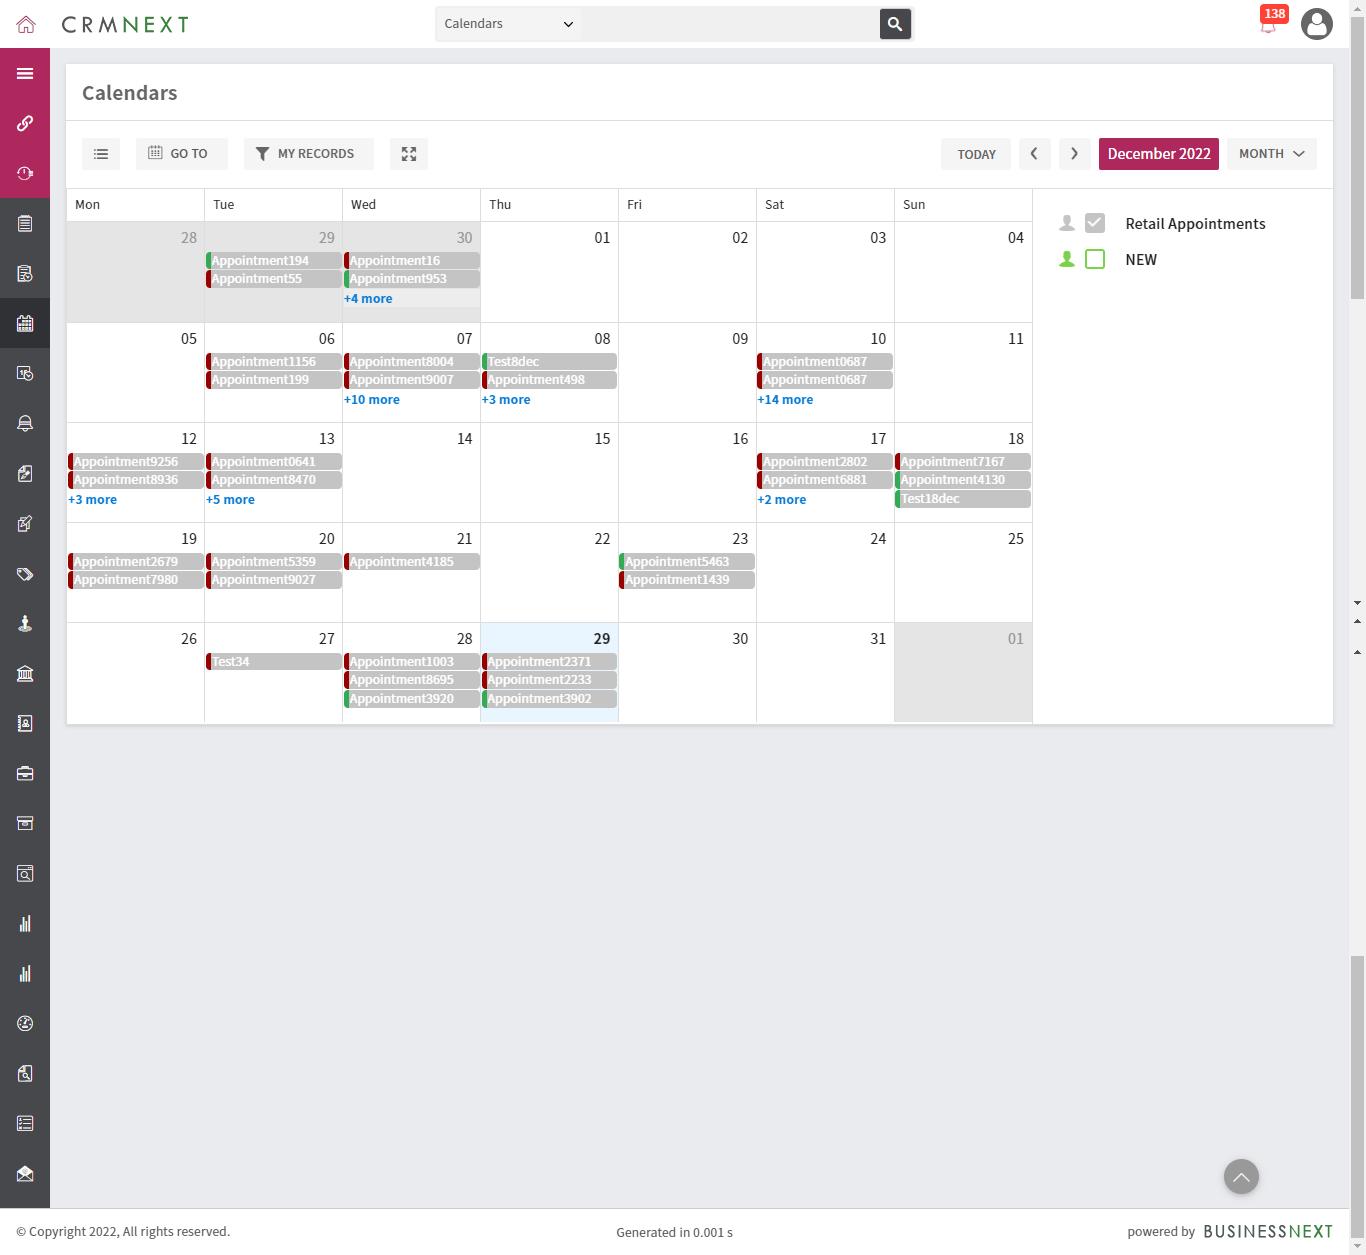 CRMNEXT
Calendars
138
Calendars
GO TO
MY RECORDS
TODAY
December 2022
MONTH
Mon Tue Wed Thu Fri Sat Sun
28 29 30 01 02 03 04
Appointment194 Appointment16
Appointment55 Appointment953
+4 more
05 06 07 08 09 10 11
Appointment1156 Appointment8004 Test8dec Appointment0687
Appointment199 Appointment9007 Appointment498 Appointment0687
+10 more +3 more +14 more
12 13 14 15 16 17 18
Appointment9256 Appointment0641 Appointment2802 Appointment7167
Appointment8936 Appointment8470 Appointment6881 Appointment4130
+3 more +5 more +2 more Test18dec
19 20 21 22 23 24 25
Appointment2679 Appointment5359 Appointment4185 Appointment5463
Appointment7980 Appointment9027 Appointment1439
26 27 28 29 30 31 01
Test34 Appointment1003 Appointment2371
Appointment8695 Appointment2233
Appointment3920 Appointment3902
Retail Appointments
NEW
© Copyright 2022, All rights reserved.
Generated in 0.001 s
powered by BUSINESSNEXT